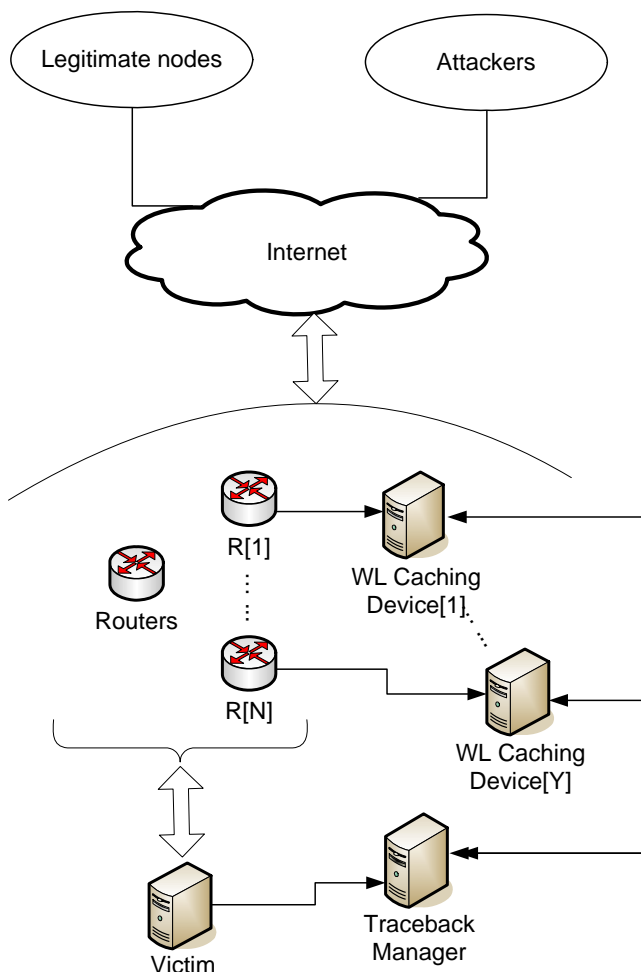 Legitimate nodes
Attackers
Internet
R[1]
WL Caching
Device[1]
Routers
R[N]
WL Caching
Device[Y]
Traceback
Manager
Victim